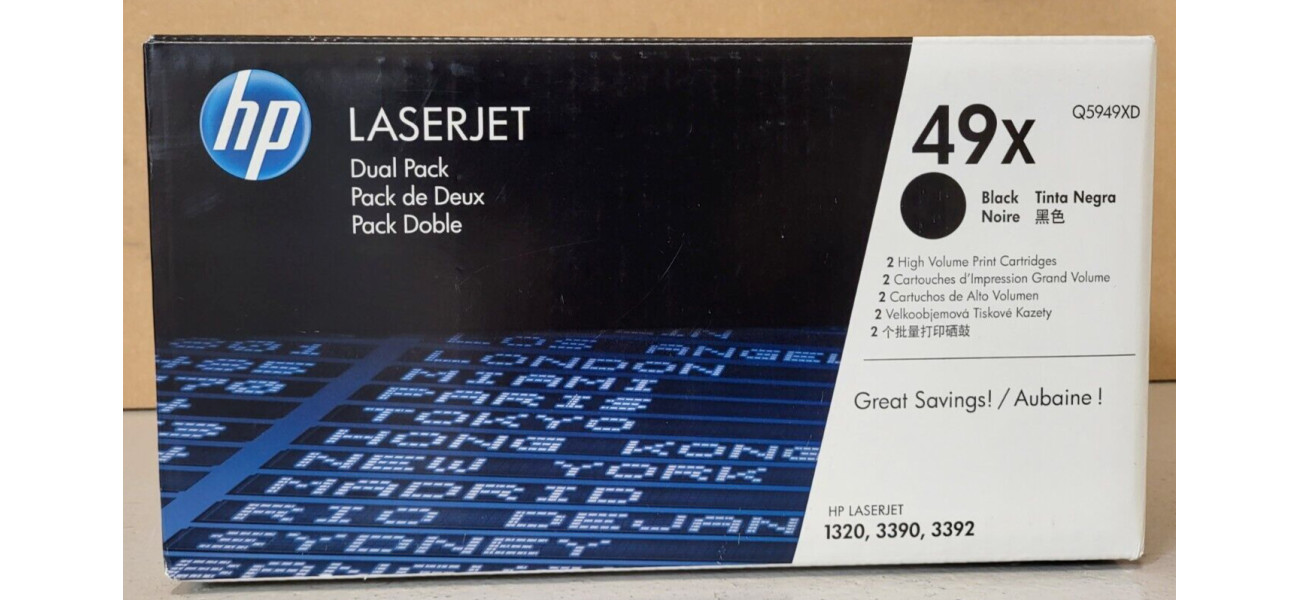 hp
LASERJET
Dual Pack
Pack de Deux
Pack Doble
49x
Q5949XD
Black Tinta Negra
Noire 黑色
2 High Volume Print Cartridges
2 Cartouches d'Impression Grand Volume
2 Cartuchos de Alto Volumen
2 Velkoobjemová Tiskové Kazety
2 个批量打印硒鼓
Great Savings! / Aubaine !
HP LASERJET
1320, 3390, 3392
LOS ANGEL
LONDON
MIAMI
PARIS
TOKYO
HONG KONG
NEW YORK
MADRID
RIO DEJAN
SYDNEY